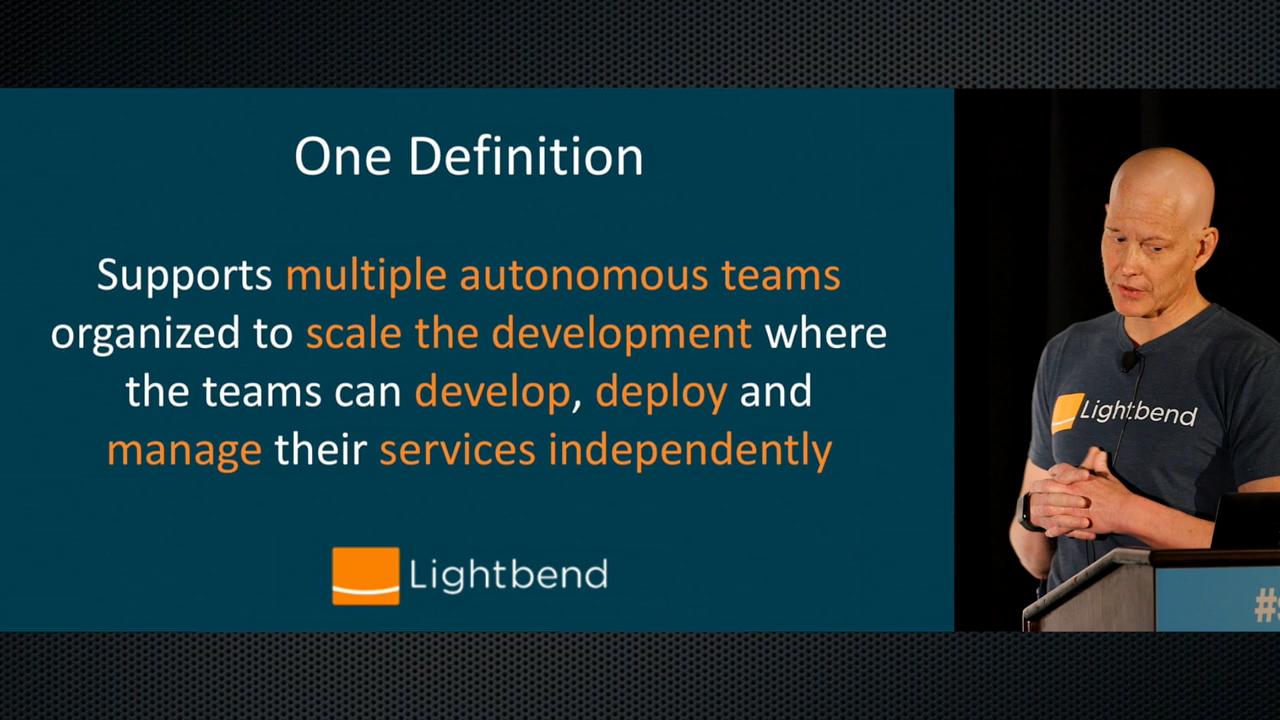 One Definition
Supports multiple autonomous teams
organized to scale the development where
the teams can develop, deploy and
manage their services independently
Lightbend
Lightbend